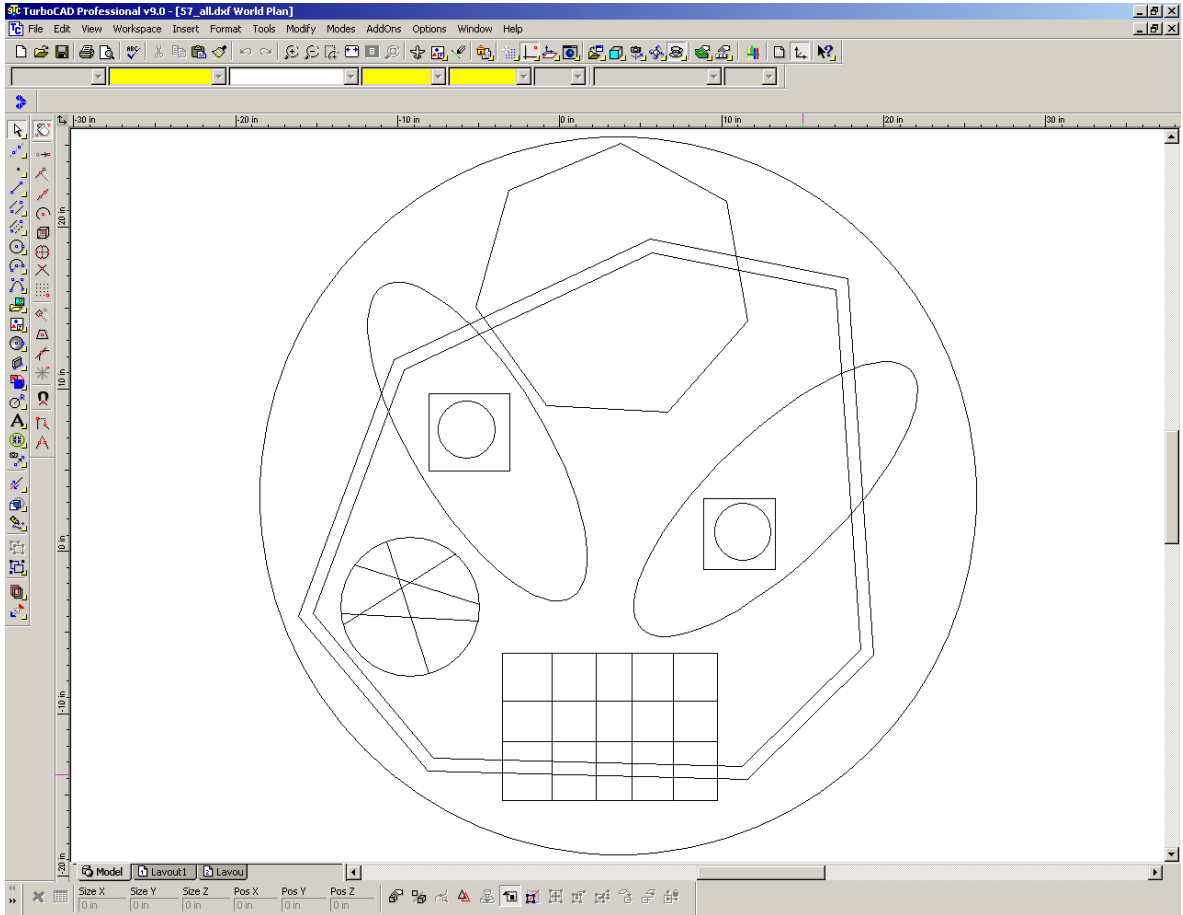 TurboCAD Professional v9.0 - [57_all.dxf World Plan]
File Edit View Workspace Insert Format Tools Modify Modes AddOns Options Window Help
-30 in -20 in -10 in 0 in 10 in 20 in 30 in
20 in
10 in
0 in
-10 in
-20 in
Model Layout1 Layou
Size X Size Y Size Z Pos X Pos Y Pos Z
0 in 0 in 0 in 0 in 0 in 0 in